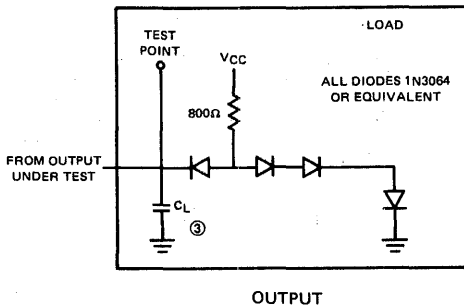 LOAD
TEST
POINT
VCC
ALL DIODES 1N3064
OR EQUIVALENT
800Ω
FROM OUTPUT
UNDER TEST
CL
③
OUTPUT